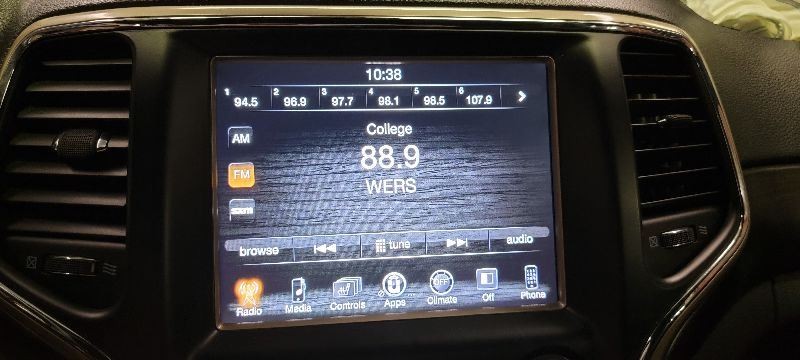 10:38
1 94.5 2 96.9 3 97.7 4 98.1 5 98.5 6 107.9
College
AM
88.9
FM
WERS
browse tune audio
Radio Media Controls Apps OFF Climate Off Phone